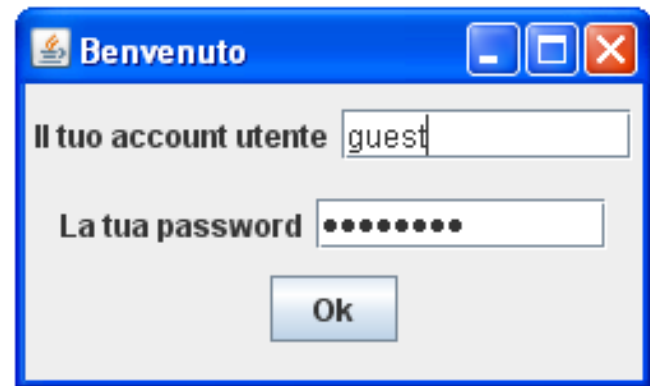 Benvenuto
Il tuo account utente guest
La tua password ••••••••
Ok